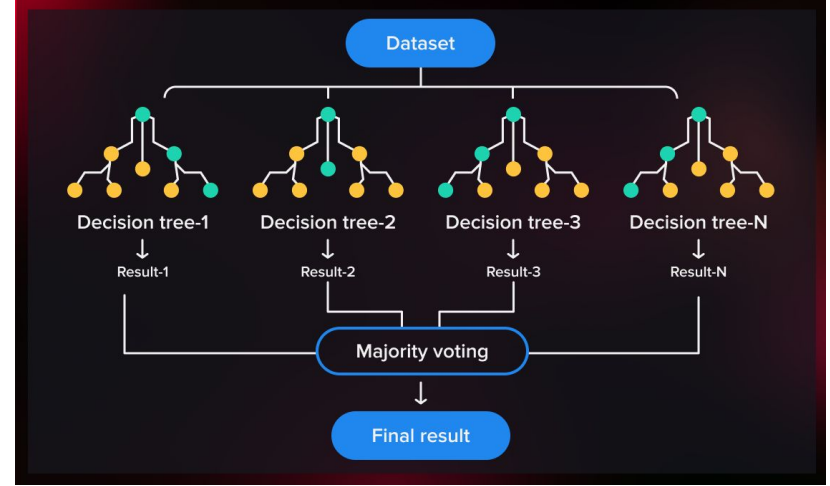 Dataset
Decision tree-1
Decision tree-2
Decision tree-3
Decision tree-N
Result-1
Result-2
Result-3
Result-N
Majority voting
Final result